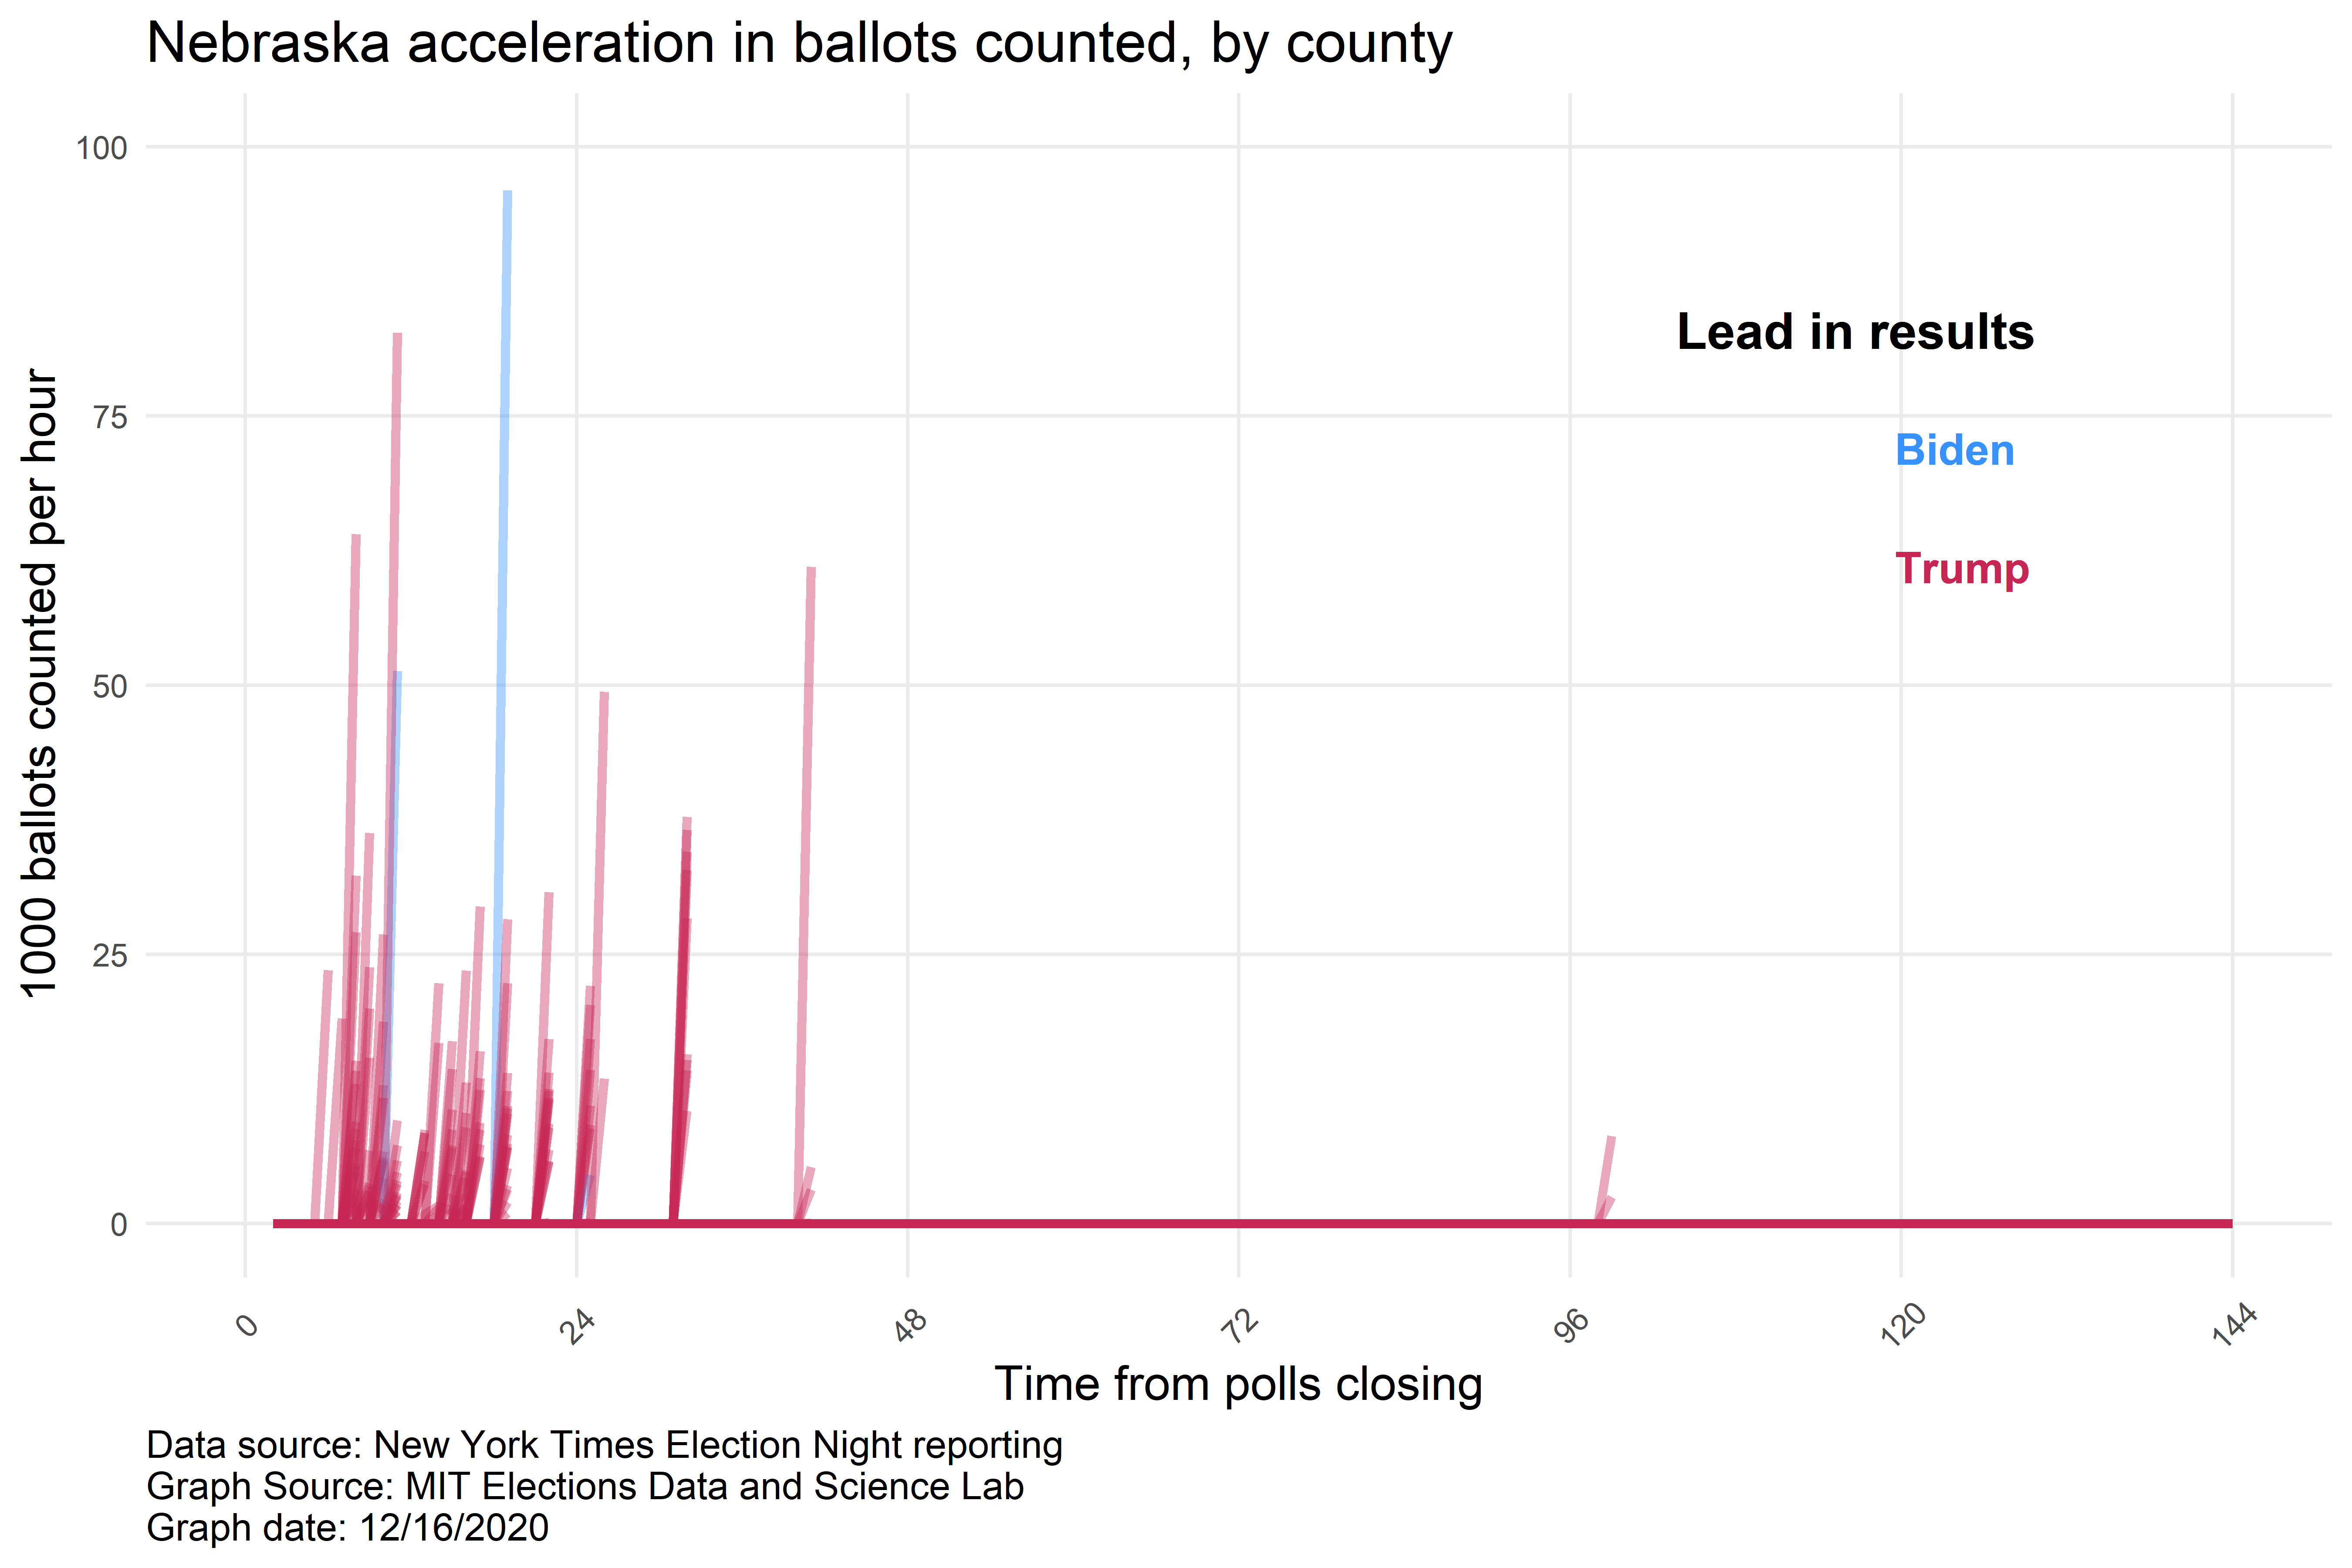 Nebraska acceleration in ballots counted, by county
1000 ballots counted per hour
100
75
50
25
0
Lead in results
Biden
Trump
0
24
48
72
96
120
144
Time from polls closing
Data source: New York Times Election Night reporting
Graph Source: MIT Elections Data and Science Lab
Graph date: 12/16/2020